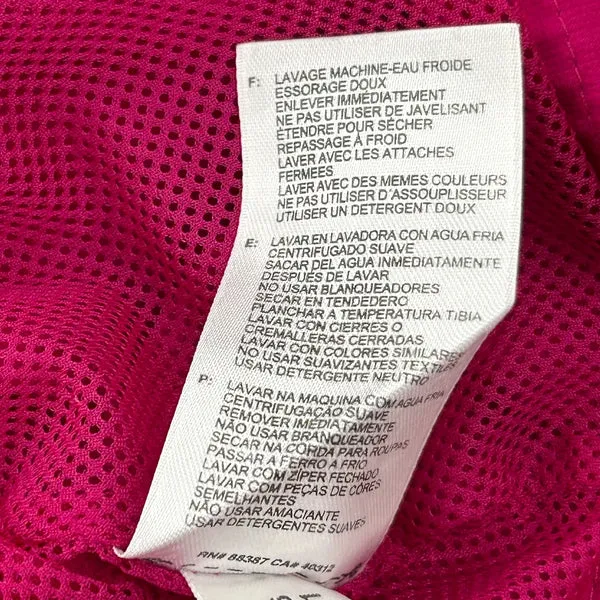 F: LAVAGE MACHINE-EAU FROIDE
ESSORAGE DOUX
ENLEVER IMMÉDIATEMENT
NE PAS UTILISER DE JAVELISANT
ÉTENDRE POUR SÉCHER
REPASSAGE À FROID
LAVER AVEC LES ATTACHES
FERMEES
LAVER AVEC DES MEMES COULEURS
NE PAS UTILISER D'ASSOUPLISSEUR
UTILISER UN DETERGENT DOUX
E: LAVAR EN LAVADORA CON AGUA FRIA
CENTRIFUGADO SUAVE
SACAR DEL AGUA INMEDIATAMENTE
DESPUÉS DE LAVAR
NO USAR BLANQUEADORES
SECAR EN TENDEDERO
PLANCHAR A TEMPERATURA TIBIA
LAVAR CON CIERRES O
CREMALLERAS CERRADAS
LAVAR CON COLORES SIMILARES
NO USAR SUAVIZANTES TEXTILES
USAR DETERGENTE NEUTRO
P: LAVAR NA MAQUINA COM AGUA FRIA
CENTRIFUGAÇÃO SUAVE
REMOVER IMEDIATAMENTE
NÃO USAR BRANQUEADOR
SECAR NA CORDA PARA ROUPAS
PASSAR A FERRO A FRIO
LAVAR COM ZIPER FECHADO
LAVAR COM PEÇAS DE CORES
SEMELHANTES
NÃO USAR AMACIANTE
USAR DETERGENTES SUAVES
RN# 88387 CA# 40312